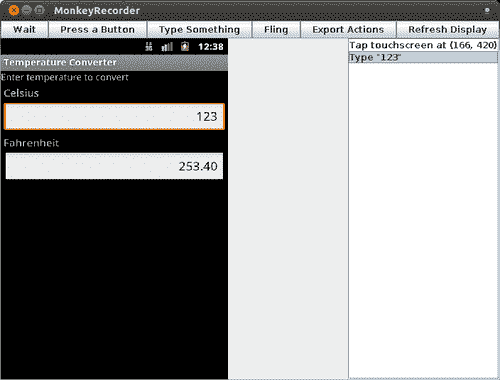 MonkeyRecorder
Wait Press a Button Type Something Fling Export Actions Refresh Display
12:38
Temperature Converter
Enter temperature to convert
Celsius
123
Fahrenheit
253.40
Tap touchscreen at (166, 420)
Type "123"